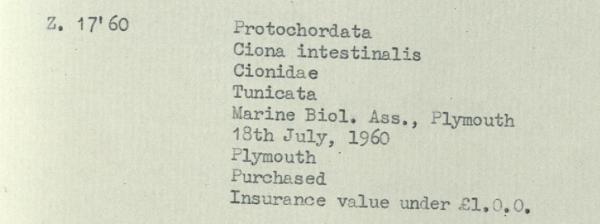 Z. 17'60 Protochordata
Ciona intestinalis
Cionidae
Tunicata
Marine Biol. Ass., Plymouth
18th July, 1960
Plymouth
Purchased
Insurance value under £1.0.0.